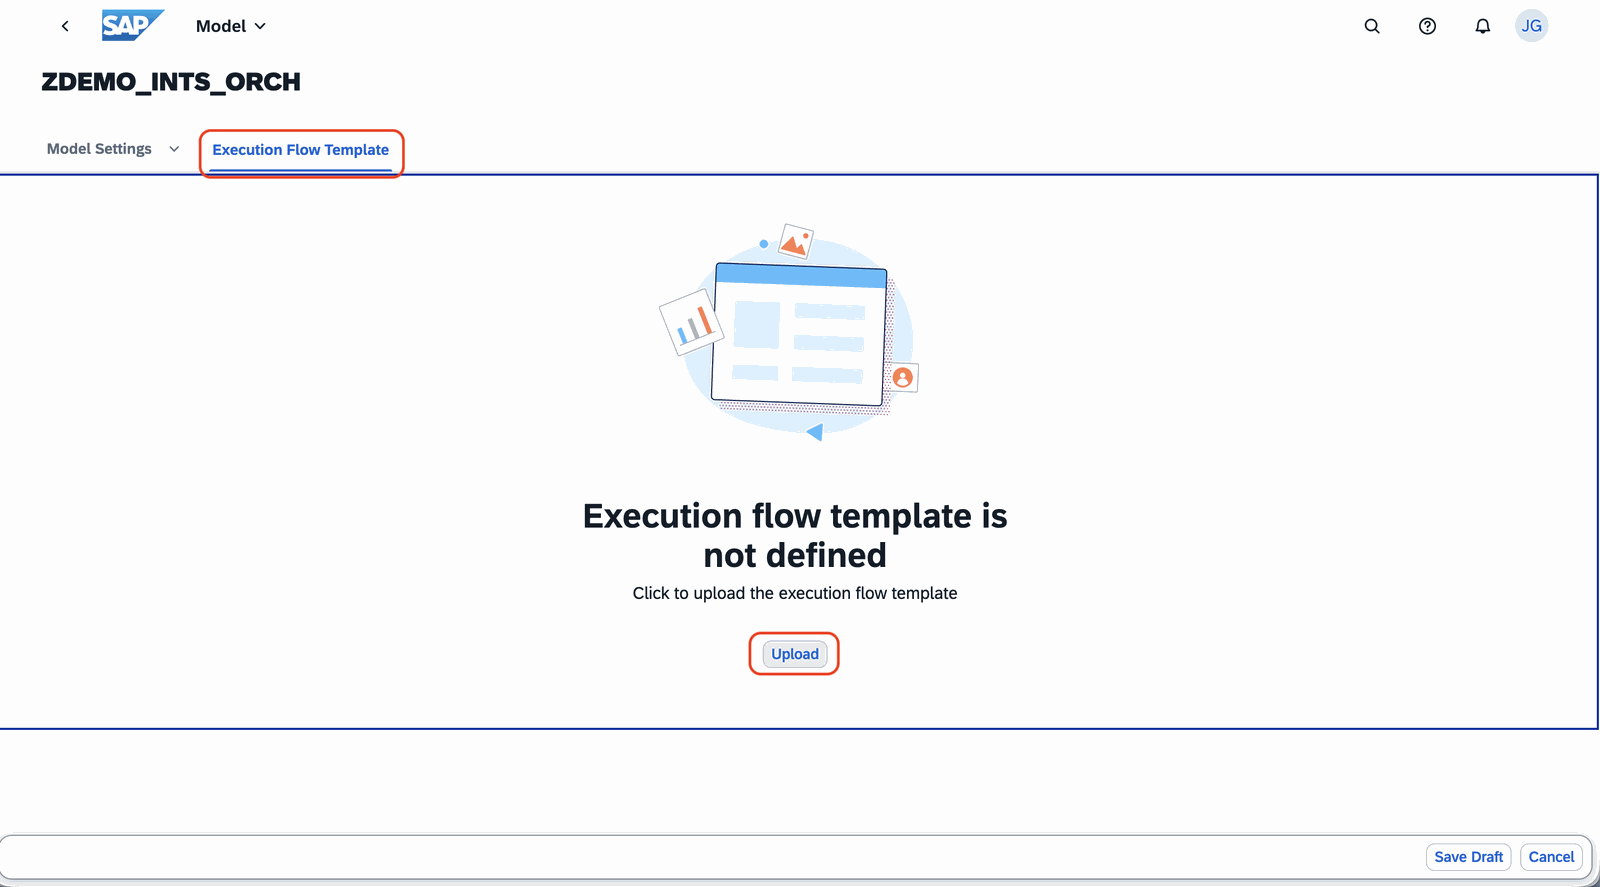 SAP
Model
JG
ZDEMO_INTS_ORCH
Model Settings
Execution Flow Template
Execution flow template is
not defined
Click to upload the execution flow template
Upload
Save Draft
Cancel